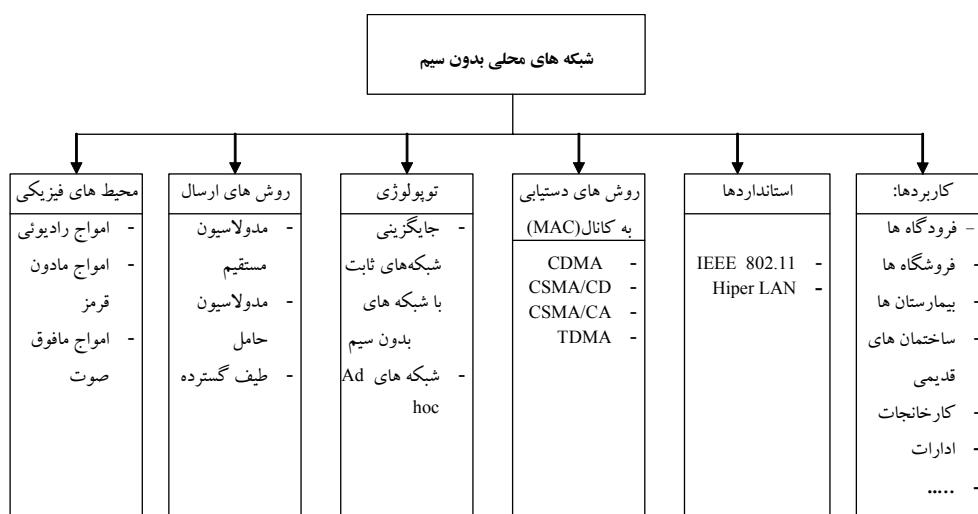 شبکه های محلی بدون سیم
کاربردها:
- فرودگاه ها
- فروشگاه ها
- بیمارستان ها
- ساختمان های
قدیمی
- کارخانجات
- ادارات
- .....
استانداردها
- IEEE 802.11
- Hiper LAN
روش های دستیابی
به کانال(MAC)
- CDMA
- CSMA/CD
- CSMA/CA
- TDMA
توپولوژی
- جایگزینی
شبکه‌های ثابت
با شبکه های
بدون سیم
- شبکه های Ad
hoc
روش های ارسال
- مدولاسیون
مستقیم
- مدولاسیون
حامل
- طیف گسترده
محیط های فیزیکی
- امواج رادیوئی
- امواج مادون
قرمز
- امواج مافوق
صوت